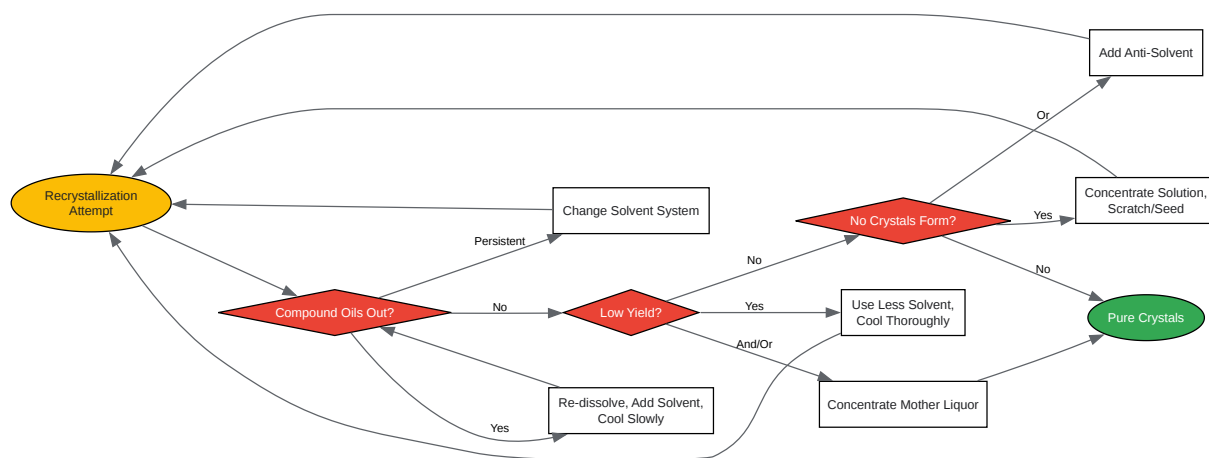 Add Anti-Solvent
Or
Recrystallization
Attempt
Change Solvent System
Persistent
No Crystals Form?
Yes
Concentrate Solution,
Scratch/Seed
No
No
Compound Oils Out?
No
Low Yield?
Yes
Use Less Solvent,
Cool Thoroughly
Pure Crystals
And/Or
Re-dissolve, Add Solvent,
Cool Slowly
Yes
Concentrate Mother Liquor